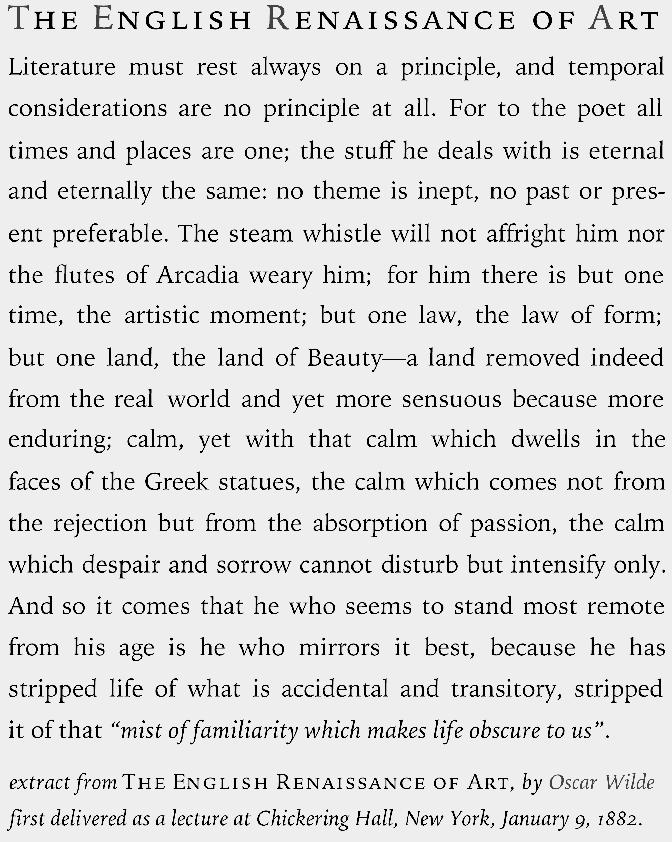 The English Renaissance of Art
Literature must rest always on a principle, and temporal
considerations are no principle at all. For to the poet all
times and places are one; the stuff he deals with is eternal
and eternally the same: no theme is inept, no past or pres-
ent preferable. The steam whistle will not affright him nor
the flutes of Arcadia weary him; for him there is but one
time, the artistic moment; but one law, the law of form;
but one land, the land of Beauty—a land removed indeed
from the real world and yet more sensuous because more
enduring; calm, yet with that calm which dwells in the
faces of the Greek statues, the calm which comes not from
the rejection but from the absorption of passion, the calm
which despair and sorrow cannot disturb but intensify only.
And so it comes that he who seems to stand most remote
from his age is he who mirrors it best, because he has
stripped life of what is accidental and transitory, stripped
it of that “mist of familiarity which makes life obscure to us”.
extract from The English Renaissance of Art, by Oscar Wilde
first delivered as a lecture at Chickering Hall, New York, January 9, 1882.